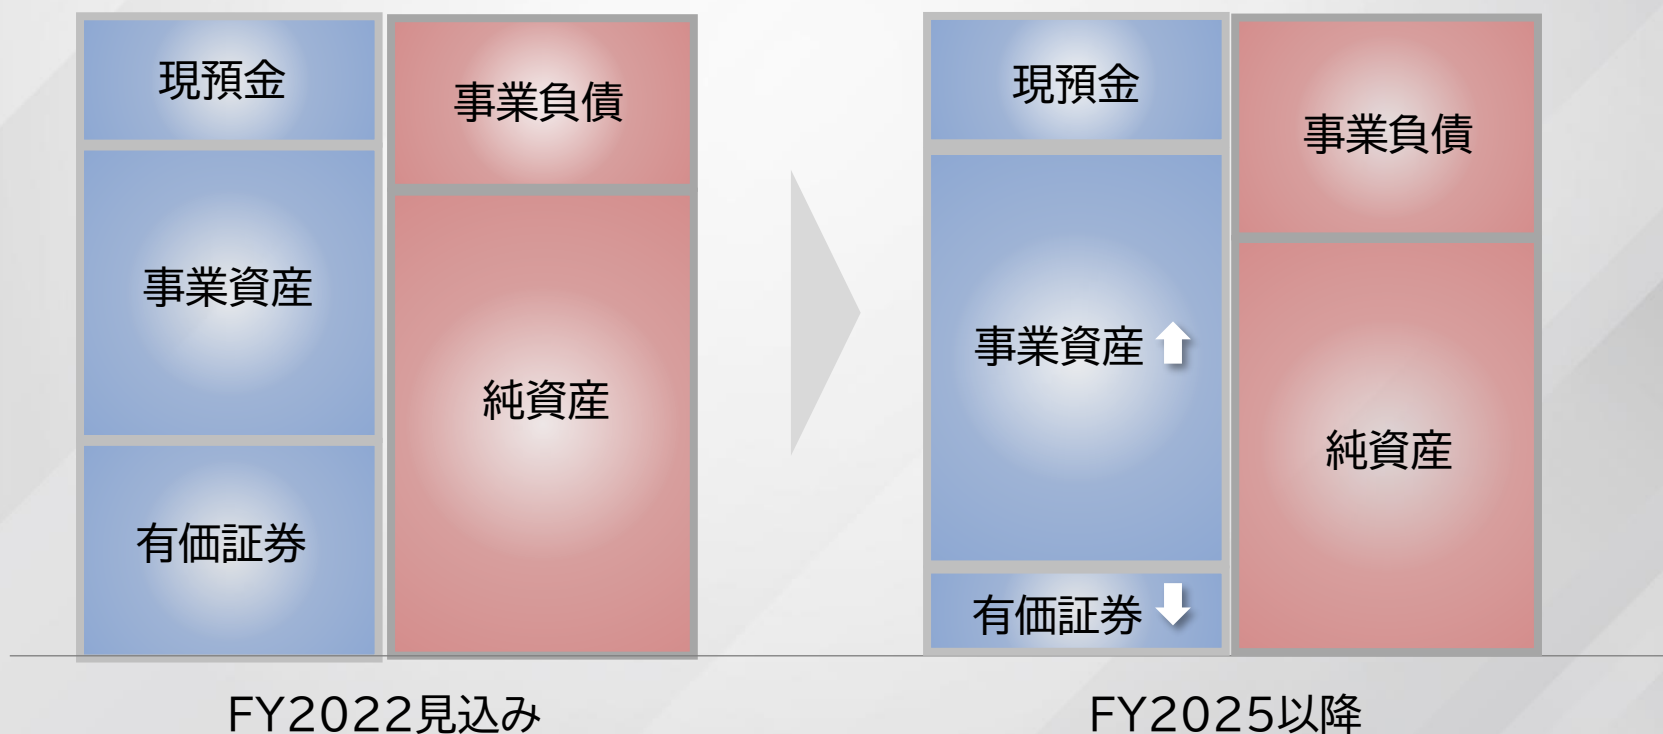 現預金
事業資産
有価証券
事業負債
純資産
FY2022見込み
現預金
事業資産
有価証券
事業負債
純資産
FY2025以降